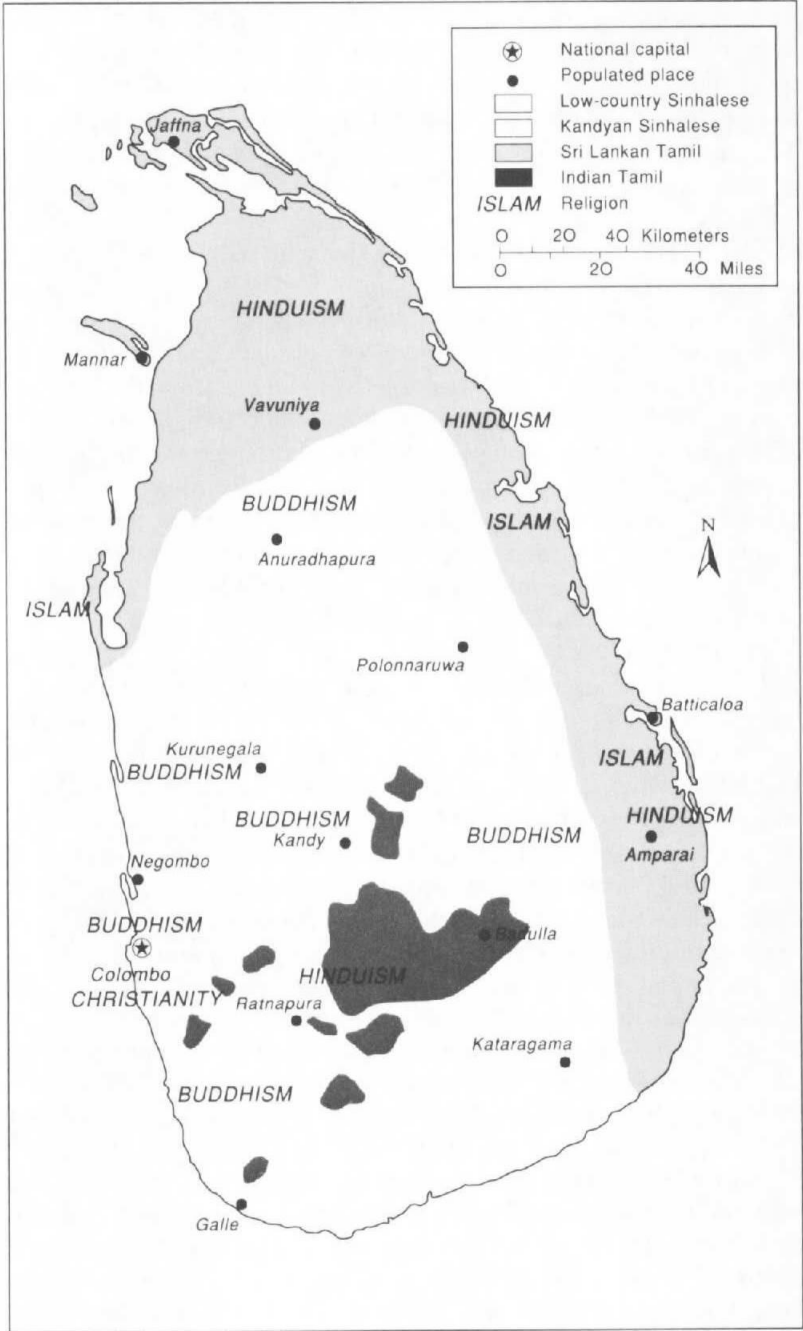 National capital
Populated place
Low-country Sinhalese
Kandyan Sinhalese
Sri Lankan Tamil
Indian Tamil
ISLAM Religion
0 20 40 Kilometers
0 20 40 Miles
Jaffna
HINDUISM
Mannar
Vavuniya
HINDUISM
BUDDHISM
ISLAM
N
Anuradhapura
ISLAM
Polonnaruwa
Batticaloa
Kurunegala
BUDDHISM
ISLAM
BUDDHISM
Kandy
BUDDHISM
HINDUISM
Amparai
Negombo
BUDDHISM
Badulla
Colombo
HINDUISM
CHRISTIANITY
Ratnapura
Kataragama
BUDDHISM
Galle